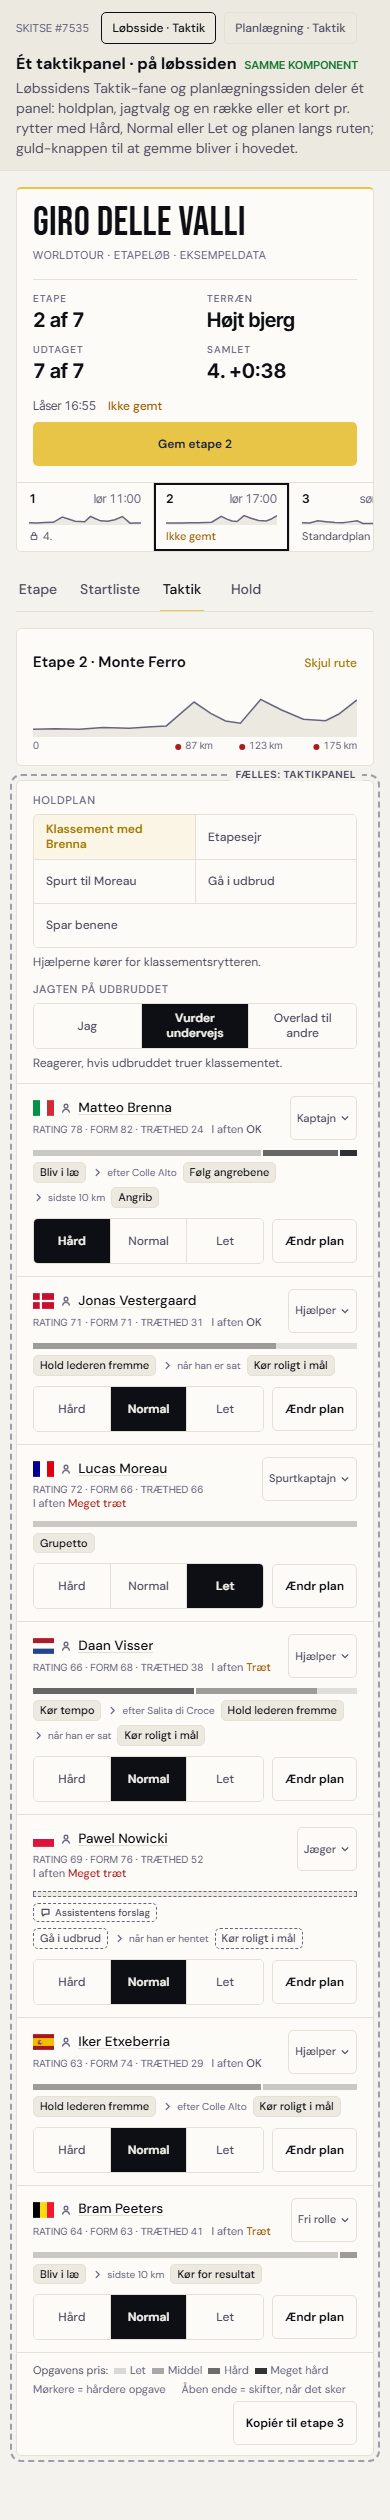 SKITSE #7535
Løbsside · Taktik
Planlægning · Taktik
Ét taktikpanel · på løbssiden SAMME KOMPONENT
Løbssidens Taktik-fane og planlægningssiden deler ét
panel: holdplan, jagtvalg og en række eller et kort pr.
rytter med Hård, Normal eller Let og planen langs ruten;
guld-knappen til at gemme bliver i hovedet.
GIRO DELLE VALLI
WORLDTOUR · ETAPELØB · EKSEMPELDATA
ETAPE
2 af 7
TERRÆN
Højt bjerg
UDTAGET
7 af 7
SAMLET
4. +0:38
Låser 16:55 Ikke gemt
Gem etape 2
1 lør 11:00
4.
2 lør 17:00
Ikke gemt
3 søn
Standardplan
Etape Startliste Taktik Hold
Etape 2 · Monte Ferro
Skjul rute
0 87 km 123 km 175 km
FÆLLES: TAKTIKPANEL
HOLDPLAN
Klassement med
Brenna
Etapesejr
Spurt til Moreau
Gå i udbrud
Spar benene
Hjælperne kører for klassementsrytteren.
JAGTEN PÅ UDBRUDDET
Jag
Vurder
undervejs
Overlad til
andre
Reagerer, hvis udbruddet truer klassementet.
Matteo Brenna
Kaptajn
RATING 78 · FORM 82 · TRÆTHED 24 I aften OK
Bliv i læ efter Colle Alto Følg angrebene
sidste 10 km Angrib
Hård Normal Let Ændr plan
Jonas Vestergaard
Hjælper
RATING 71 · FORM 71 · TRÆTHED 31 I aften OK
Hold lederen fremme når han er sat Kør roligt i mål
Hård Normal Let Ændr plan
Lucas Moreau
Spurtkaptajn
RATING 72 · FORM 66 · TRÆTHED 66
I aften Meget træt
Grupetto
Hård Normal Let Ændr plan
Daan Visser
Hjælper
RATING 66 · FORM 68 · TRÆTHED 38 I aften Træt
Kør tempo efter Salita di Croce Hold lederen fremme
når han er sat Kør roligt i mål
Hård Normal Let Ændr plan
Pawel Nowicki
Jæger
RATING 69 · FORM 76 · TRÆTHED 52
I aften Meget træt
Assistentens forslag
Gå i udbrud når han er hentet Kør roligt i mål
Hård Normal Let Ændr plan
Iker Etxeberria
Hjælper
RATING 63 · FORM 74 · TRÆTHED 29 I aften OK
Hold lederen fremme efter Colle Alto Kør roligt i mål
Hård Normal Let Ændr plan
Bram Peeters
Fri rolle
RATING 64 · FORM 63 · TRÆTHED 41 I aften Træt
Bliv i læ sidste 10 km Kør for resultat
Hård Normal Let Ændr plan
Opgavens pris: Let Middel Hård Meget hård
Mørkere = hårdere opgave Åben ende = skifter, når det sker
Kopiér til etape 3